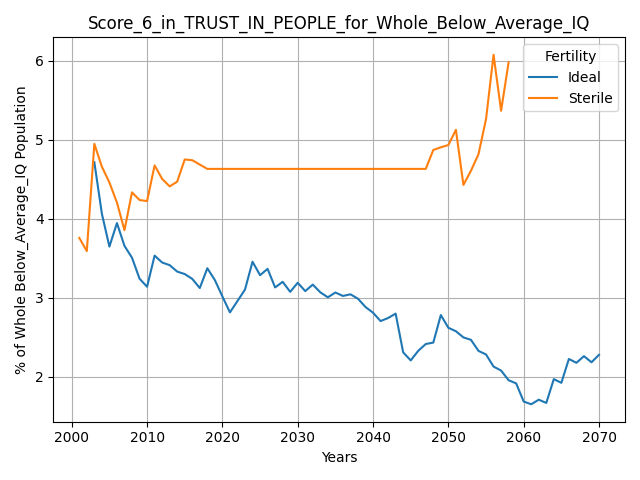 Score_6_in_TRUST_IN_PEOPLE_for_Whole_Below_Average_IQ
% of Whole Below_Average_IQ Population
6
5
4
3
2
Fertility
Ideal
Sterile
2000 2010 2020 2030 2040 2050 2060 2070
Years